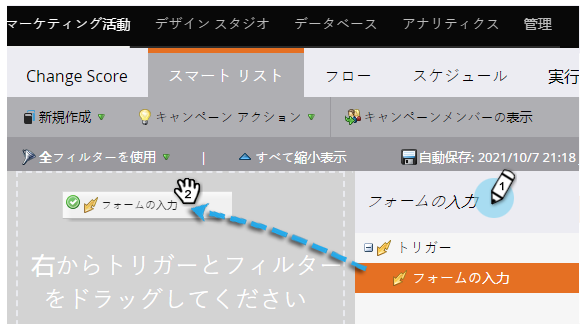 マーケティング活動 デザイン スタジオ データベース アナリティクス 管理
Change Score スマート リスト フロー スケジュール 実行
新規作成 キャンペーン アクション キャンペーンメンバーの表示
全フィルターを使用 | すべて縮小表示 自動保存: 2021/10/7 21:18
フォームの入力 2 フォームの入力 1
トリガー
右からトリガーとフィルター
フォームの入力
をドラッグしてください